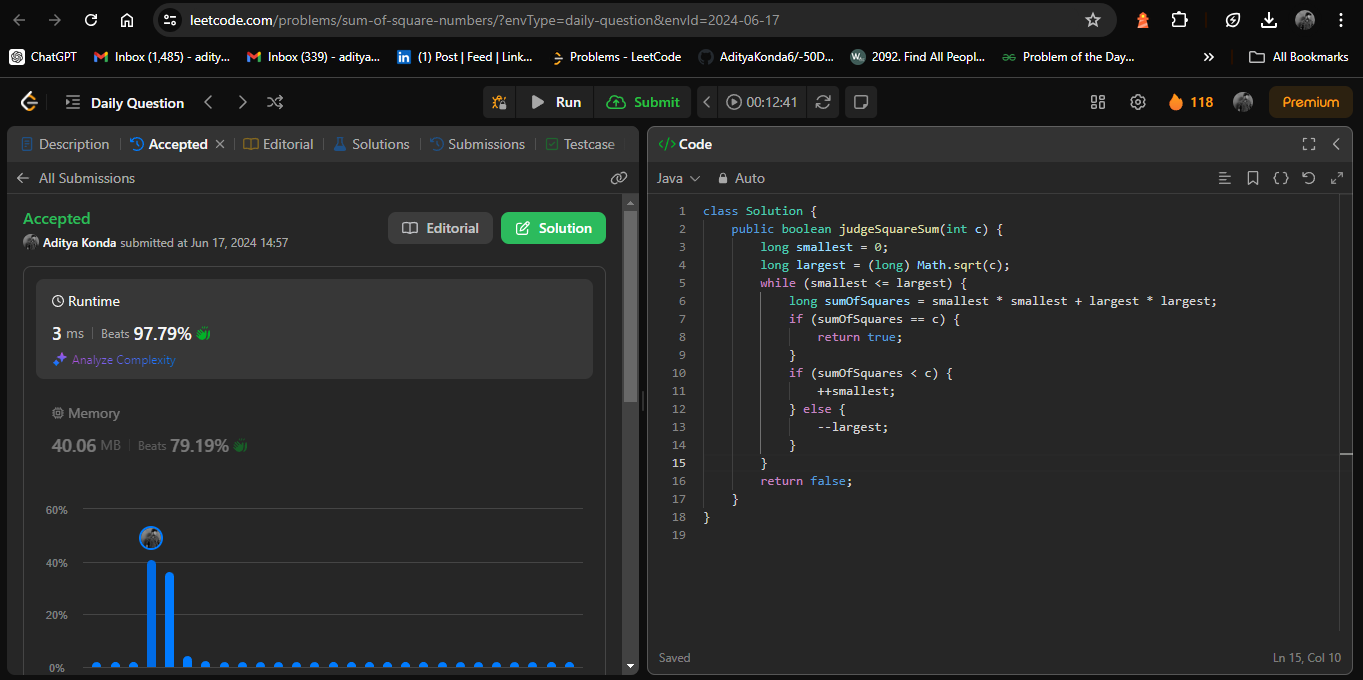 leetcode.com/problems/sum-of-square-numbers/?envType=daily-question&envId=2024-06-17
ChatGPT
Inbox (1,485) - adity...
Inbox (339) - aditya...
(1) Post | Feed | Link...
Problems - LeetCode
AdityaKonda6/-50D...
2092. Find All Peopl...
Problem of the Day...
»
All Bookmarks
Daily Question
Run
Submit
00:12:41
118
Premium
Description
Accepted
Editorial
Solutions
Submissions
Testcase
All Submissions
Accepted
Aditya Konda submitted at Jun 17, 2024 14:57
Editorial
Solution
Runtime
3 ms | Beats 97.79%
Analyze Complexity
Memory
40.06 MB | Beats 79.19%
60%
40%
20%
0%
</> Code
Java
Auto
1 class Solution {
2 public boolean judgeSquareSum(int c) {
3 long smallest = 0;
4 long largest = (long) Math.sqrt(c);
5 while (smallest <= largest) {
6 long sumOfSquares = smallest * smallest + largest * largest;
7 if (sumOfSquares == c) {
8 return true;
9 }
10 if (sumOfSquares < c) {
11 ++smallest;
12 } else {
13 --largest;
14 }
15 }
16 return false;
17 }
18 }
19
Saved
Ln 15, Col 10